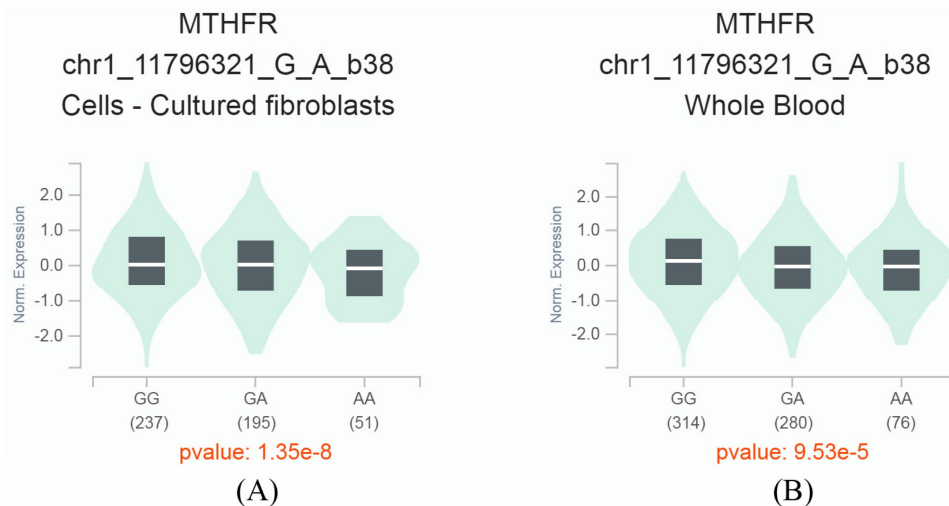 MTHFR
chr1_11796321_G_A_b38
Cells - Cultured fibroblasts
Norm. Expression
2.0
1.0
0.0
-1.0
-2.0
GG
GA
AA
(237)
(195)
(51)
pvalue: 1.35e-8
(A)
MTHFR
chr1_11796321_G_A_b38
Whole Blood
Norm. Expression
2.0
1.0
0.0
-1.0
-2.0
GG
GA
AA
(314)
(280)
(76)
pvalue: 9.53e-5
(B)